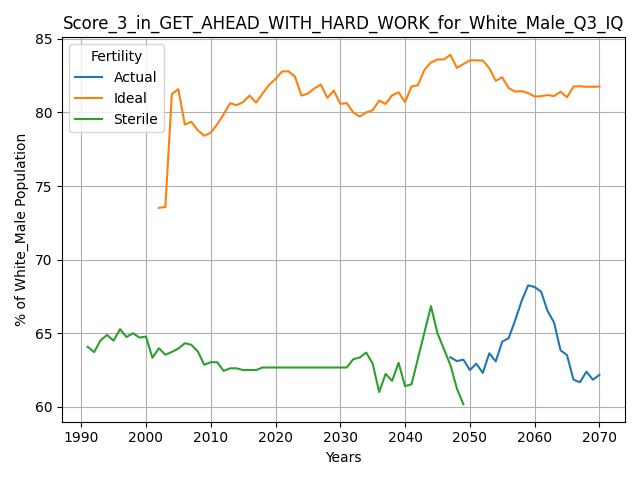 Score_3_in_GET_AHEAD_WITH_HARD_WORK_for_White_Male_Q3_IQ
Fertility
Actual
Ideal
Sterile
% of White_Male Population
85
80
75
70
65
60
1990 2000 2010 2020 2030 2040 2050 2060 2070
Years